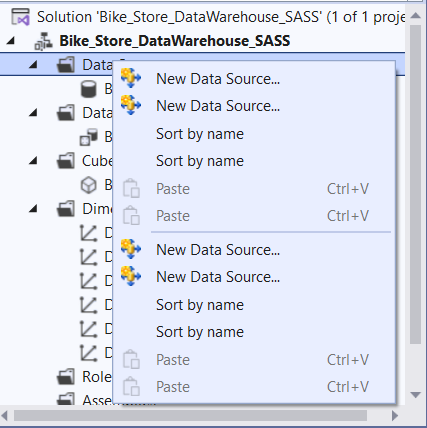 Solution 'Bike_Store_DataWarehouse_SASS' (1 of 1 proje
Bike_Store_DataWarehouse_SASS
Data
New Data Source...
B
New Data Source...
Data
Sort by name
B
Sort by name
Cube
Paste Ctrl+V
B
Paste Ctrl+V
Dime
D
New Data Source...
D
New Data Source...
D
Sort by name
D
Sort by name
D
Paste Ctrl+V
D
Role
Paste Ctrl+V